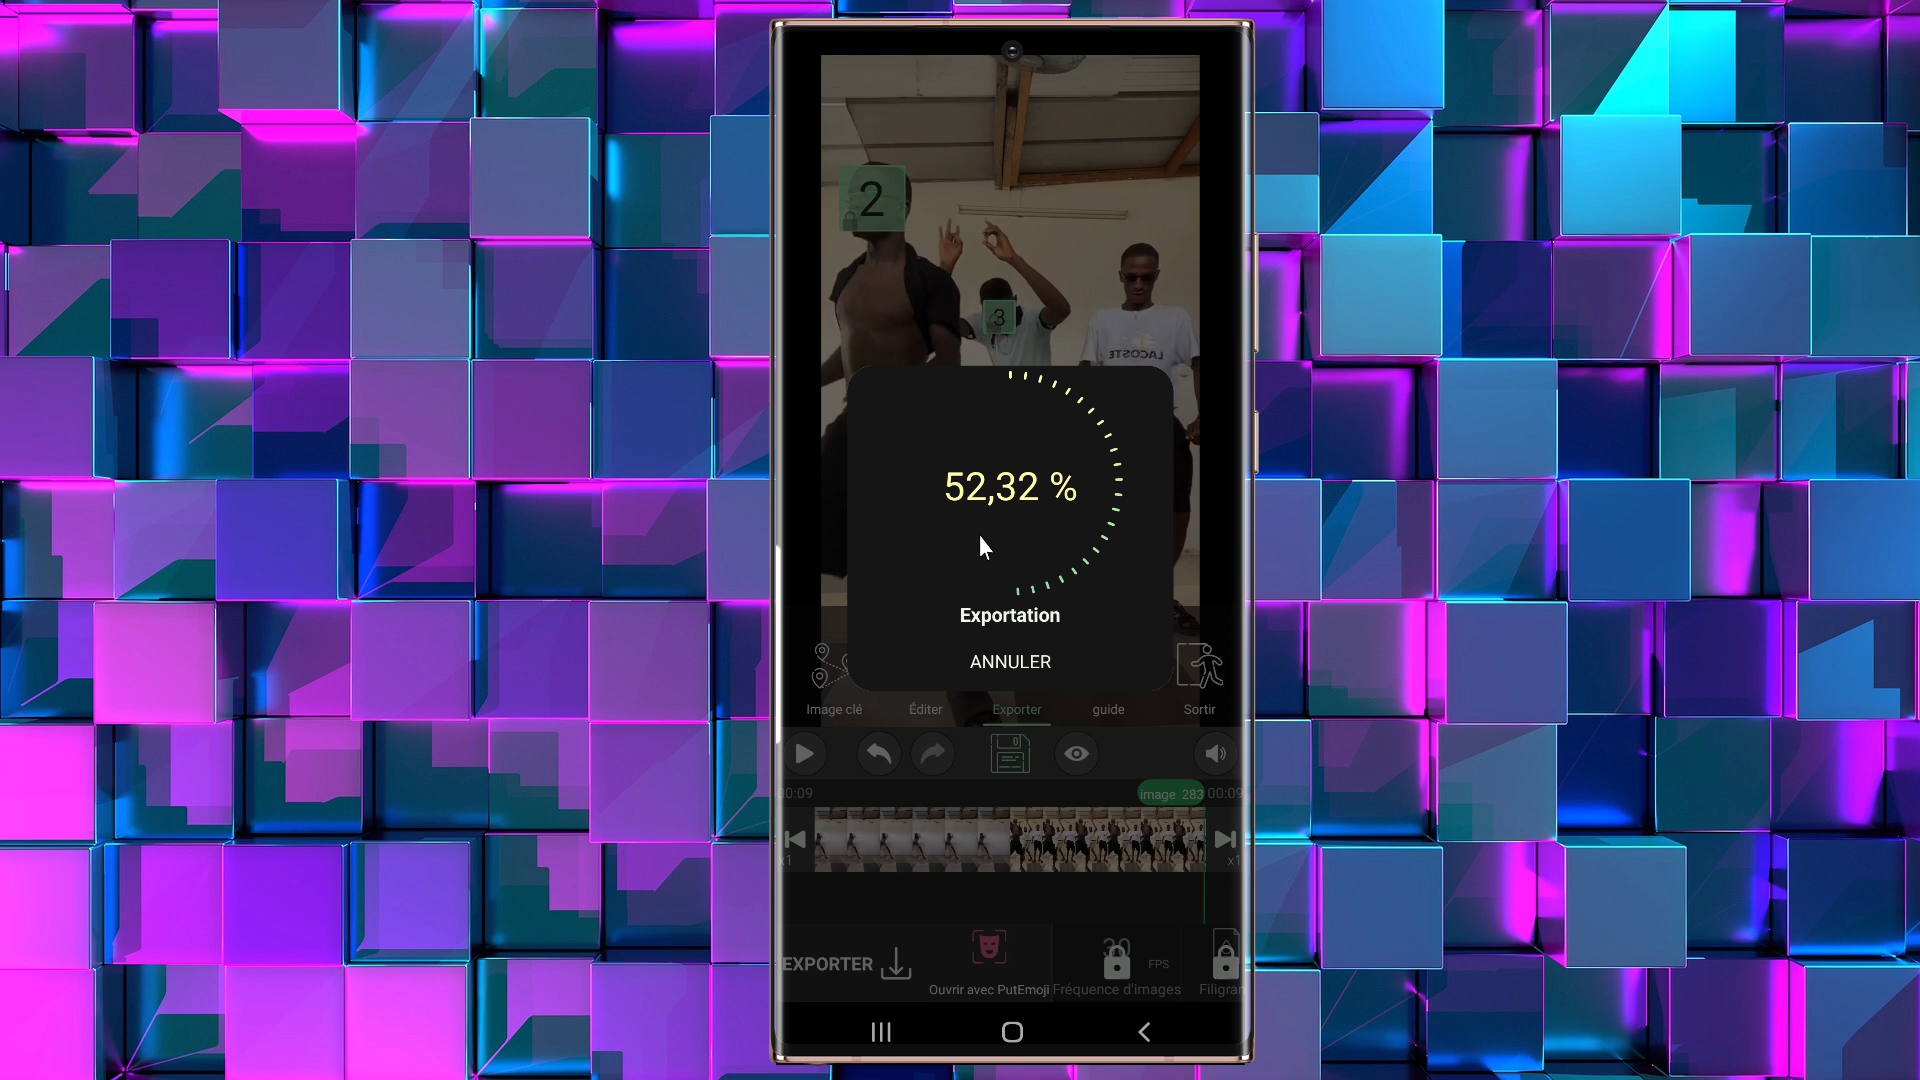 2
3
LACOSTE
52,32 %
Exportation
ANNULER
Image clé
Éditer
Exporter
guide
Sortir
00:09
image 283
00:09
x1
x1
EXPORTER
Ouvrir avec PutEmoji
30
FPS
Fréquence d'images
Filigran